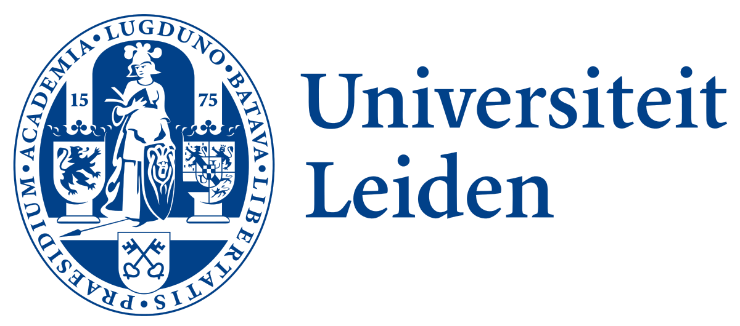 ACADEMIA·LUGDUNO·BATAVA·LIBERTATIS·PRAESIDIUM·
15 75
Universiteit
Leiden